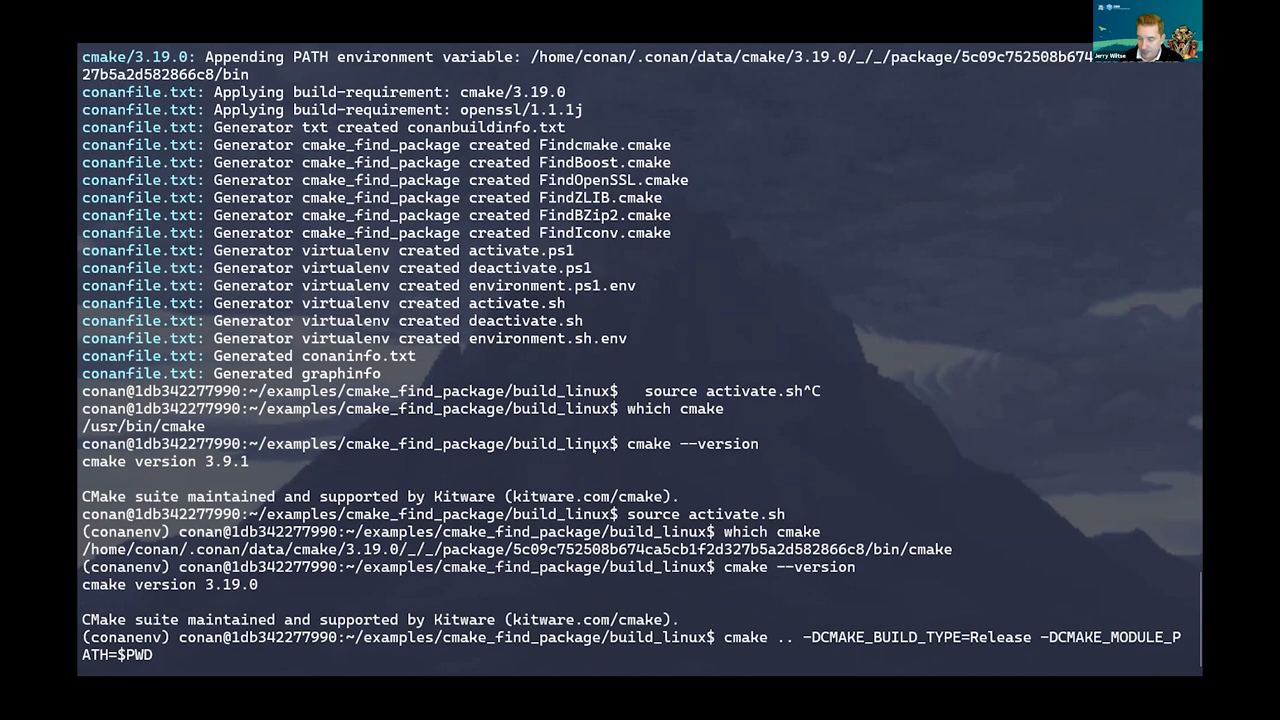 cmake/3.19.0: Appending PATH environment variable: /home/conan/.conan/data/cmake/3.19.0/_/_/package/5c09c752508b674
27b5a2d582866c8/bin
conanfile.txt: Applying build-requirement: cmake/3.19.0
conanfile.txt: Applying build-requirement: openssl/1.1.1j
conanfile.txt: Generator txt created conanbuildinfo.txt
conanfile.txt: Generator cmake_find_package created Findcmake.cmake
conanfile.txt: Generator cmake_find_package created FindBoost.cmake
conanfile.txt: Generator cmake_find_package created FindOpenSSL.cmake
conanfile.txt: Generator cmake_find_package created FindZLIB.cmake
conanfile.txt: Generator cmake_find_package created FindBZip2.cmake
conanfile.txt: Generator cmake_find_package created FindIconv.cmake
conanfile.txt: Generator virtualenv created activate.ps1
conanfile.txt: Generator virtualenv created deactivate.ps1
conanfile.txt: Generator virtualenv created environment.ps1.env
conanfile.txt: Generator virtualenv created activate.sh
conanfile.txt: Generator virtualenv created deactivate.sh
conanfile.txt: Generator virtualenv created environment.sh.env
conanfile.txt: Generated conaninfo.txt
conanfile.txt: Generated graphinfo
conan@1db342277990:~/examples/cmake_find_package/build_linux$   source activate.sh^C
conan@1db342277990:~/examples/cmake_find_package/build_linux$ which cmake
/usr/bin/cmake
conan@1db342277990:~/examples/cmake_find_package/build_linux$ cmake --version
cmake version 3.9.1
CMake suite maintained and supported by Kitware (kitware.com/cmake).
conan@1db342277990:~/examples/cmake_find_package/build_linux$ source activate.sh
(conanenv) conan@1db342277990:~/examples/cmake_find_package/build_linux$ which cmake
/home/conan/.conan/data/cmake/3.19.0/_/_/package/5c09c752508b674ca5cb1f2d327b5a2d582866c8/bin/cmake
(conanenv) conan@1db342277990:~/examples/cmake_find_package/build_linux$ cmake --version
cmake version 3.19.0
CMake suite maintained and supported by Kitware (kitware.com/cmake).
(conanenv) conan@1db342277990:~/examples/cmake_find_package/build_linux$ cmake .. -DCMAKE_BUILD_TYPE=Release -DCMAKE_MODULE_P
ATH=$PWD
Jerry Wiltse